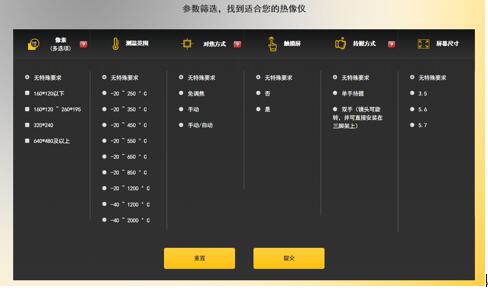 参数筛选，找到适合您的热像仪
像素
(多选项)
?
测温范围
对焦方式
?
触摸屏
持握方式
?
屏幕尺寸
无特殊要求
160*120以下
160*120 ~ 260*195
320*240
640*480及以上
无特殊要求
-20 ~ 250 ° C
-20 ~ 350 ° C
-20 ~ 450 ° C
-20 ~ 550 ° C
-20 ~ 650 ° C
-20 ~ 850 ° C
-20 ~ 1200 ° C
-40 ~ 1200 ° C
-40 ~ 2000 ° C
无特殊要求
免调焦
手动
手动/自动
无特殊要求
否
是
无特殊要求
单手持握
双手（镜头可旋
转，并可直接安装在
三脚架上）
无特殊要求
3.5
5.6
5.7
重置
提交